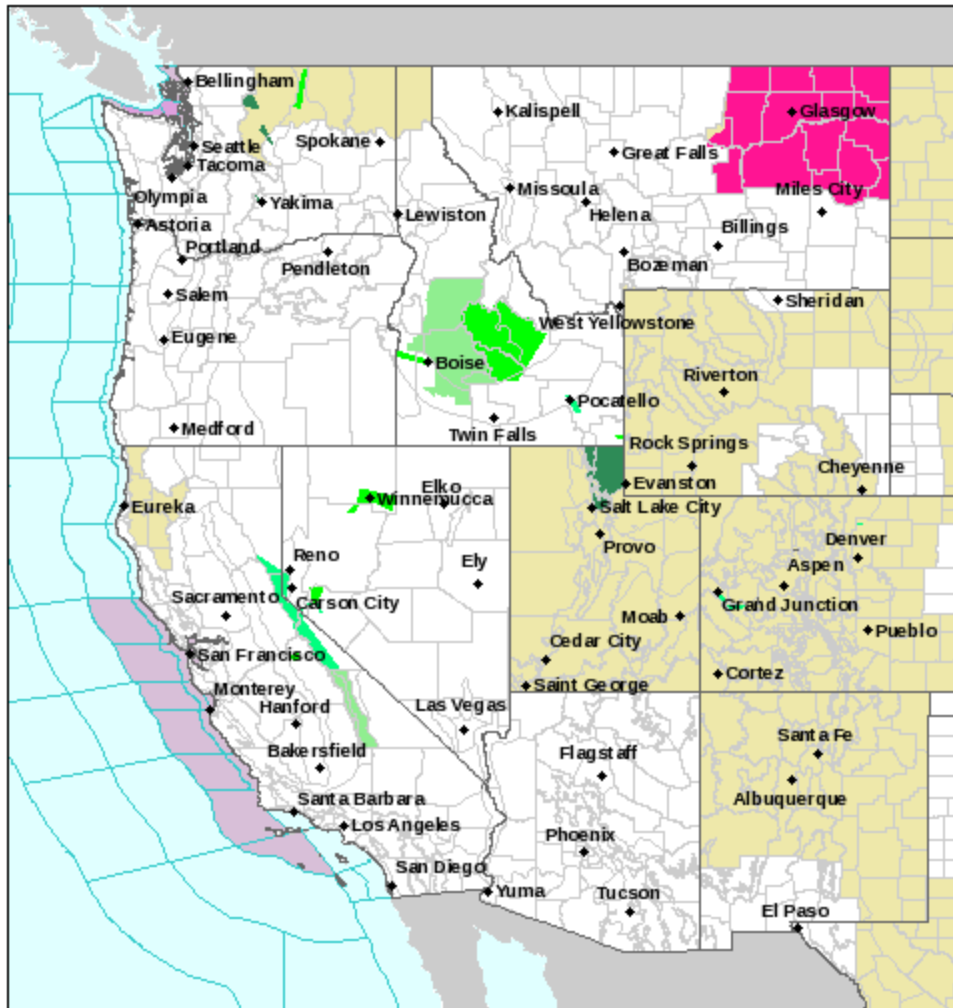 Bellingham
Kalispell
Glasgow
Spokane
Seattle
Great Falls
Tacoma
Missoula
Miles City
Olympia
Yakima
Lewiston
Helena
Astoria
Billings
Portland
Pendleton
Bozeman
Salem
Sheridan
West Yellowstone
Eugene
Boise
Riverton
Pocatello
Medford
Twin Falls
Rock Springs
Cheyenne
Elko
Winnemucca
Evanston
Eureka
Salt Lake City
Denver
Reno
Provo
Ely
Aspen
Sacramento
Carson City
Grand Junction
Moab
Pueblo
Cedar City
San Francisco
Cortez
Saint George
Monterey
Hanford
Las Vegas
Santa Fe
Bakersfield
Flagstaff
Santa Barbara
Albuquerque
Los Angeles
Phoenix
San Diego
Yuma
Tucson
El Paso